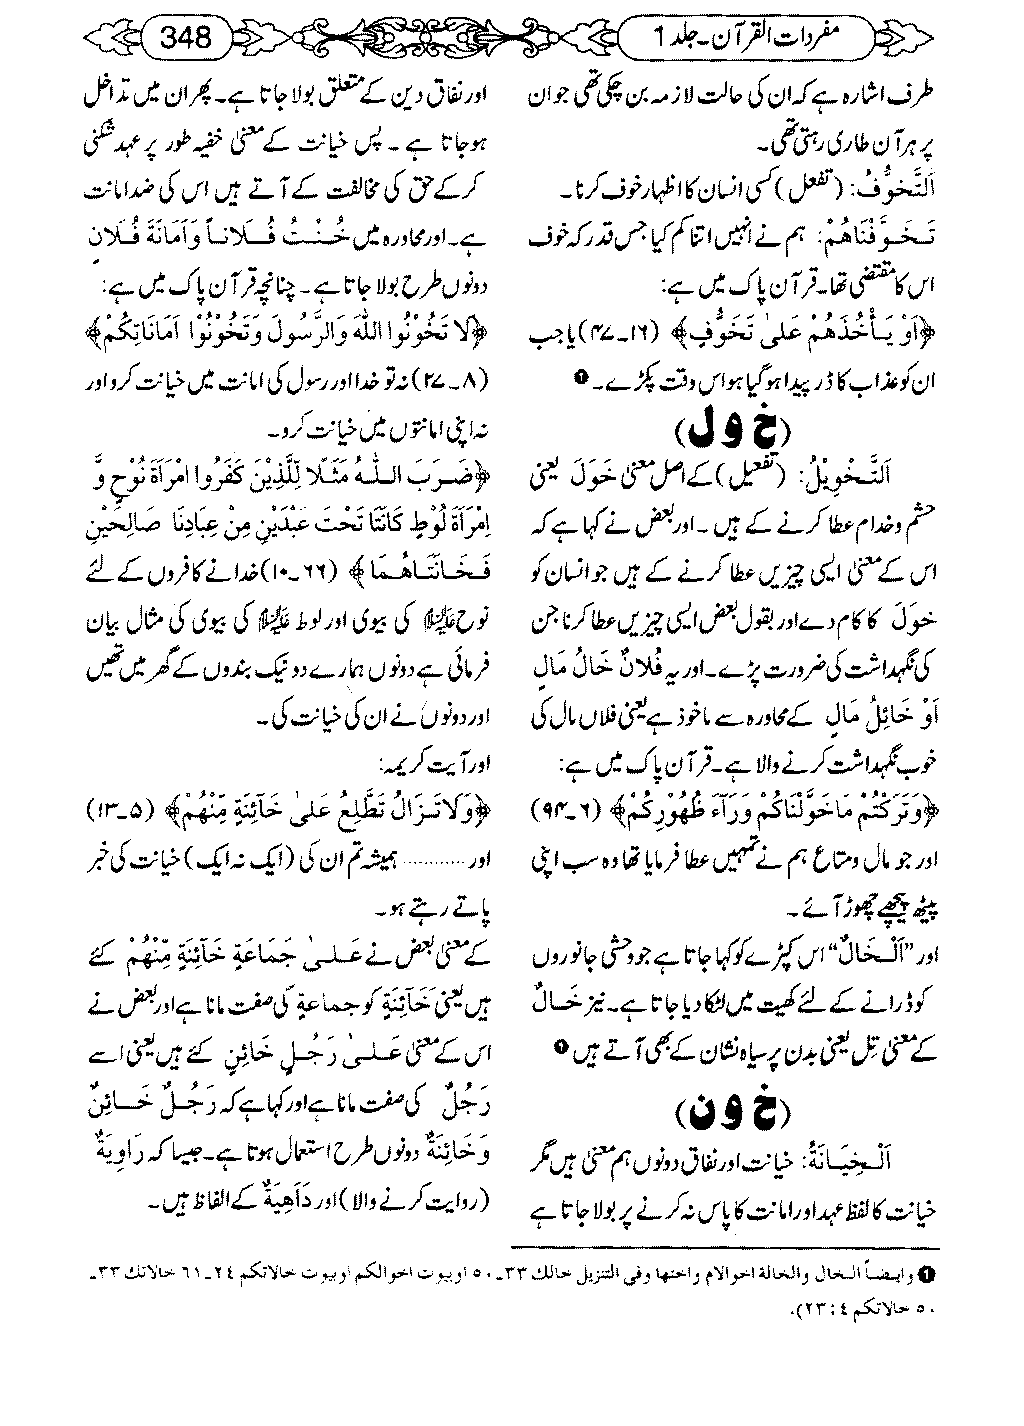 مفردات القرآن۔ جلد 1
348
طرف اشارہ ہے کہ ان کی حالت لازمہ بن چکی تھی جو ان
پر ہر آن طاری رہتی تھی۔
اَلتَّخَوُّفُ: (تفعل) کسی انسان کا اظہار خوف کرنا۔
تَخَوَّفْنَاهُمْ: ہم نے انہیں اتنا کم کیا جس قدر کہ خوف
اس کا مقتضی تھا۔ قرآن پاک میں ہے:
﴿اَوْ يَأْخُذَهُمْ عَلىٰ تَخَوُّفٍ﴾ (۱۶۔۴۷) یا جب
ان کو عذاب کا ڈر پیدا ہو گیا ہو اس وقت پکڑے۔ ❶
(خ و ل)
اَلتَّخْوِيْلُ: (تفعیل) کے اصل معنیٰ خَوَلَ یعنی
حشم و خدام عطا کرنے کے ہیں ۔ اور بعض نے کہا ہے کہ
اس کے معنیٰ ایسی چیزیں عطا کرنے کے ہیں جو انسان کو
خَوَلَ کا کام دے اور بقول بعض ایسی چیزیں عطا کرنا جن
کی نگہداشت کی ضرورت پڑے۔ اور یہ فُلانٌ خَالُ مَالٍ
اَوْ خَائِلُ مَالٍ کے محاورہ سے ماخوذ ہے یعنی فلاں مال کی
خوب نگہداشت کرنے والا ہے۔ قرآن پاک میں ہے:
﴿وَتَرَكْتُمْ مَا خَوَّلْنَاكُمْ وَرَآءَ ظُهُوْرِكُمْ﴾ (۶۔۹۴)
اور جو مال و متاع ہم نے تمہیں عطا فرمایا تھا وہ سب اپنی
پیٹھ پیچھے چھوڑ آئے۔
اور ”اَلْخَالُ“ اس کپڑے کو کہا جاتا ہے جو وحشی جانوروں
کو ڈرانے کے لئے کھیت میں لٹکا دیا جاتا ہے۔ نیز خَالٌ
کے معنیٰ تِل یعنی بدن پر سیاہ نشان کے بھی آتے ہیں ❶
(خ و ن)
اَلْخِيَانَةُ: خیانت اور نفاق دونوں ہم معنیٰ ہیں مگر
خیانت کا لفظ عہد اور امانت کا پاس نہ کرنے پر بولا جاتا ہے
اور نفاق دین کے متعلق بولا جاتا ہے۔ پھر ان میں تداخل
ہو جاتا ہے ۔ پس خیانت کے معنیٰ خفیہ طور پر عہد شکنی
کر کے حق کی مخالفت کے آتے ہیں اس کی ضد امانت
ہے۔ اور محاورہ میں خُنْتُ فُلَاناً وَاَمَانَةَ فُلَانٍ
دونوں طرح بولا جاتا ہے۔ چنانچہ قرآن پاک میں ہے:
﴿لَا تَخُوْنُوا اللّٰهَ وَالرَّسُولَ وَتَخُوْنُوْا اَمَانَاتِكُمْ﴾
(۸۔۲۷) نہ تو خدا اور رسول کی امانت میں خیانت کرو اور
نہ اپنی امانتوں میں خیانت کرو۔
﴿ضَرَبَ اللّٰهُ مَثَلًا لِلَّذِيْنَ كَفَرُوا امْرَاَةَ نُوْحٍ وَّ
اِمْرَأَةَ لُوْطٍ كَانَتَا تَحْتَ عَبْدَيْنِ مِنْ عِبَادِنَا صَالِحَيْنِ
فَخَانَتَاهُمَا﴾ (۶۶۔۱۰) خدا نے کافروں کے لئے
نوح علیہ السلام کی بیوی اور لوط علیہ السلام کی بیوی کی مثال بیان
فرمائی ہے دونوں ہمارے دو نیک بندوں کے گھر میں تھیں
اور دونوں نے ان کی خیانت کی۔
اور آیت کریمہ:
﴿وَلَا تَزَالُ تَطَّلِعُ عَلىٰ خَآئِنَةٍ مِّنْهُمْ﴾ (۵۔۱۳)
اور ........... ہمیشہ تم ان کی (ایک نہ ایک) خیانت کی خبر
پاتے رہتے ہو۔
کے معنیٰ بعض نے عَلىٰ جَمَاعَةٍ خَآئِنَةٍ مِّنْهُمْ کئے
ہیں یعنی خَآئِنَةٍ کو جماعة کی صفت مانا ہے اور بعض نے
اس کے معنیٰ عَلىٰ رَجُلٍ خَائِنٍ کئے ہیں یعنی اسے
رَجُلٌ کی صفت مانا ہے اور کہا ہے کہ رَجُلٌ خَائِنٌ
وَخَائِنَةٌ دونوں طرح استعمال ہوتا ہے۔ جیسا کہ رَاوِيَةٌ
(روایت کرنے والا) اور دَاهِيَةٌ کے الفاظ ہیں۔
❶ وايضاً الخال والخالة اخوالام واختها وفى التنزيل خالك ۳۳۔۵۰ او بيوت اخوالكم او بيوت خالاتكم ۲۴۔۶۱ خالاتك ۳۳۔
۵۰ خالاتكم ۴ : ۲۳)۔